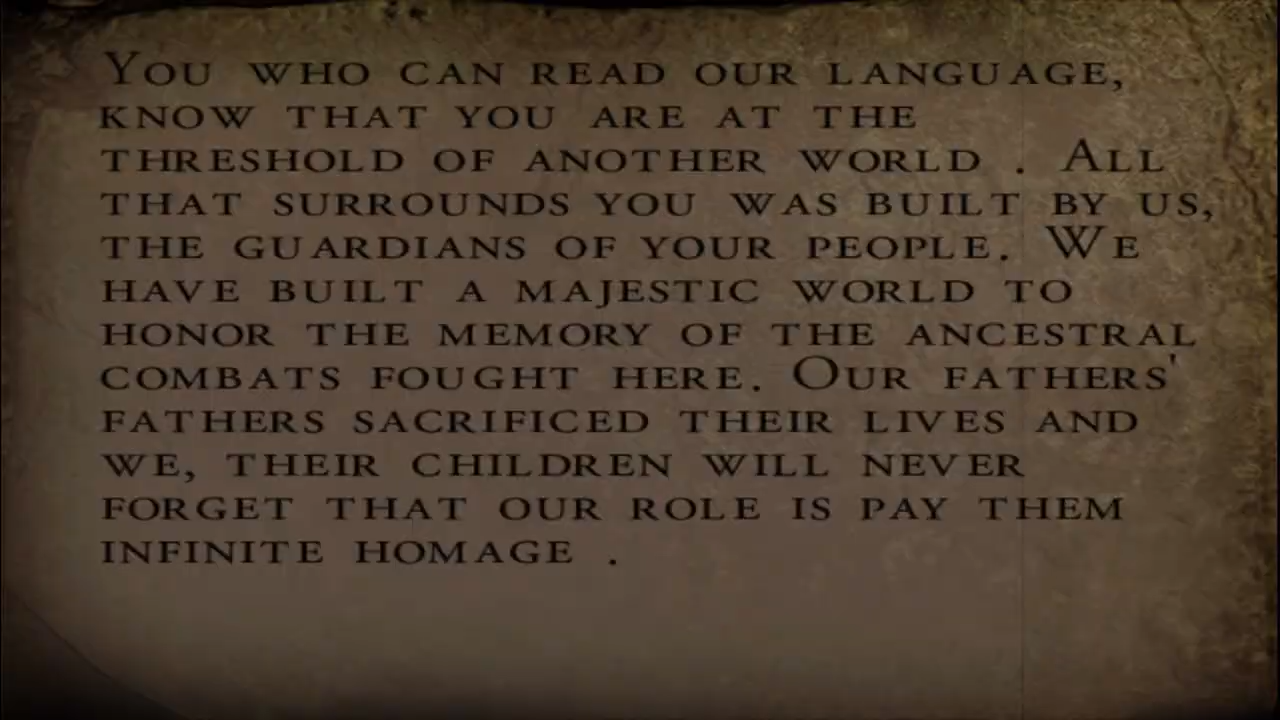 You who can read our language,
know that you are at the
threshold of another world . All
that surrounds you was built by us,
the guardians of your people. We
have built a majestic world to
honor the memory of the ancestral
combats fought here. Our fathers'
fathers sacrificed their lives and
we, their children will never
forget that our role is pay them
infinite homage .